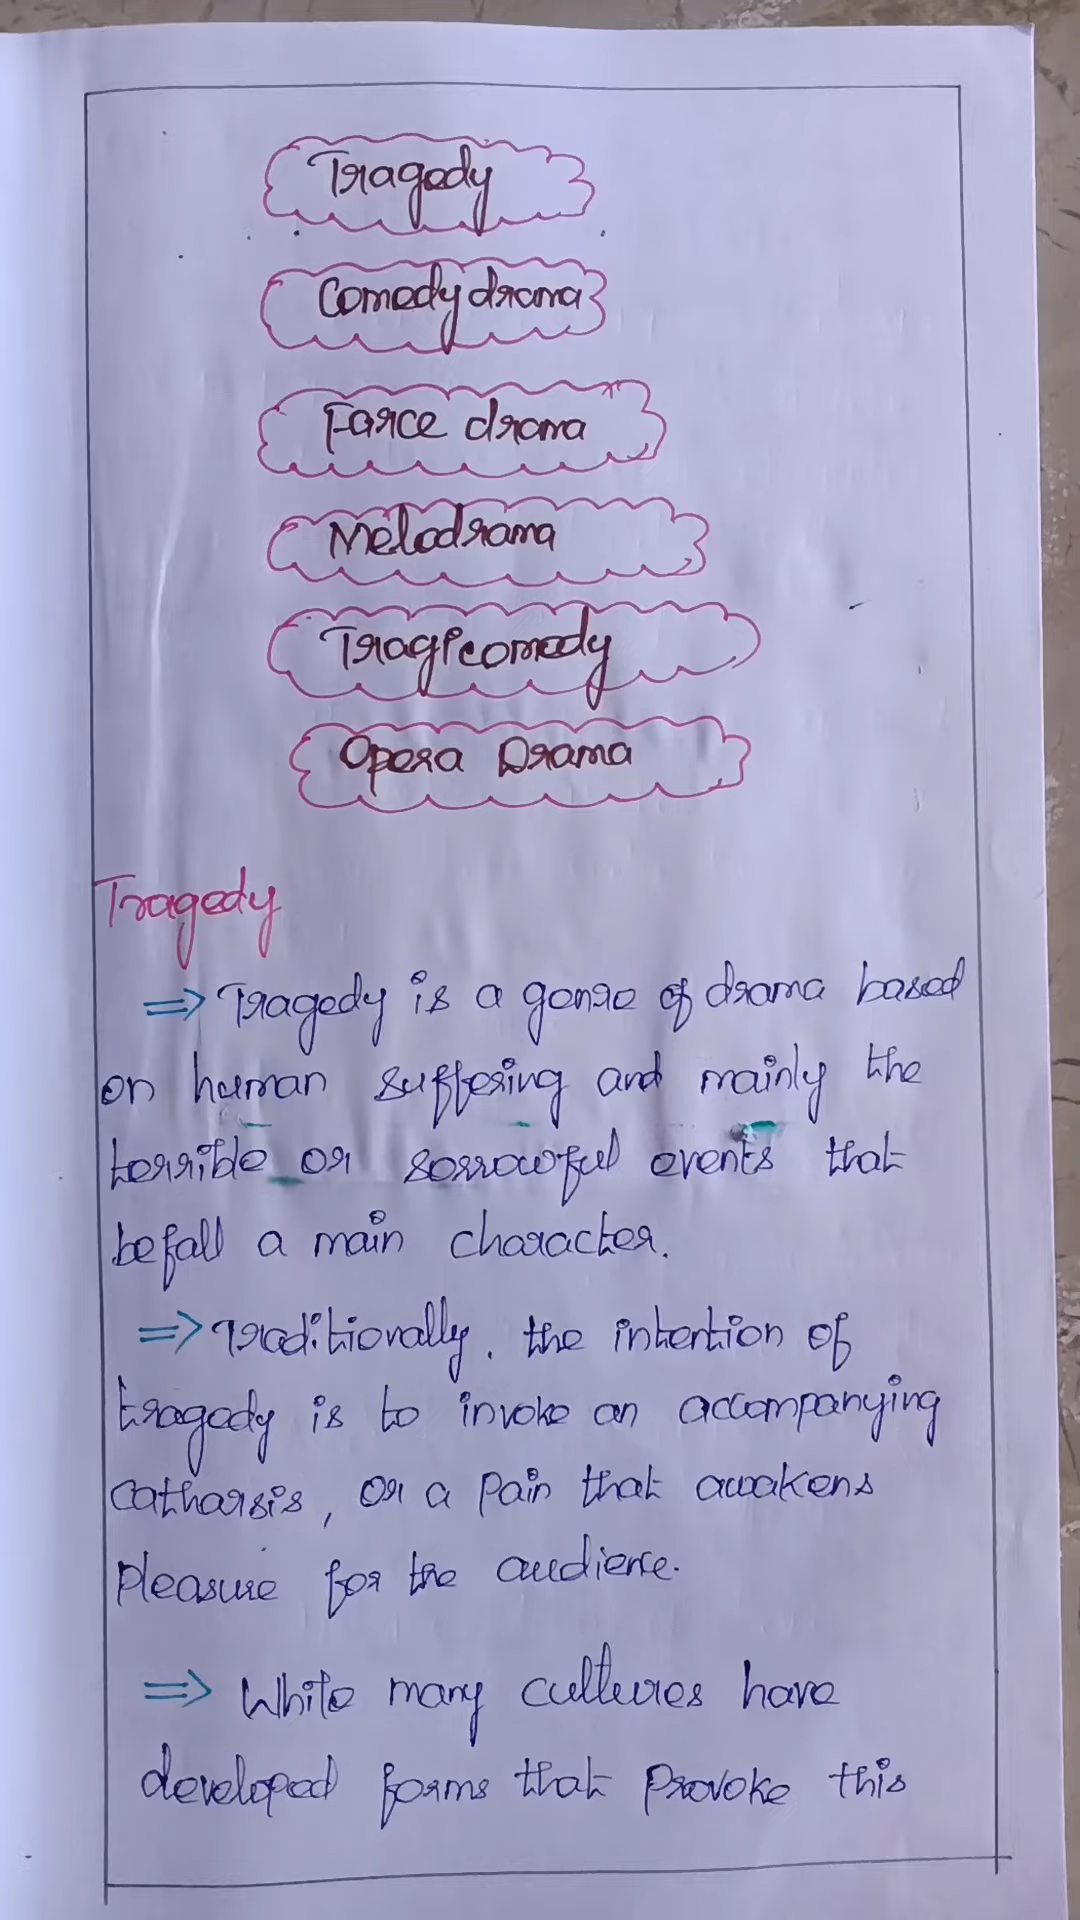 Tragedy
Comedy drama
Farce drama
Melodrama
Tragicomedy
Opera Drama
Tragedy
⇒ Tragedy is a genre of drama based
on human suffering and mainly the
terrible or sorrowful events that
befall a main character.
⇒ Traditionally, the intention of
tragedy is to invoke an accompanying
catharsis, or a pain that awakens
pleasure for the audience.
⇒ While many cultures have
developed forms that provoke this